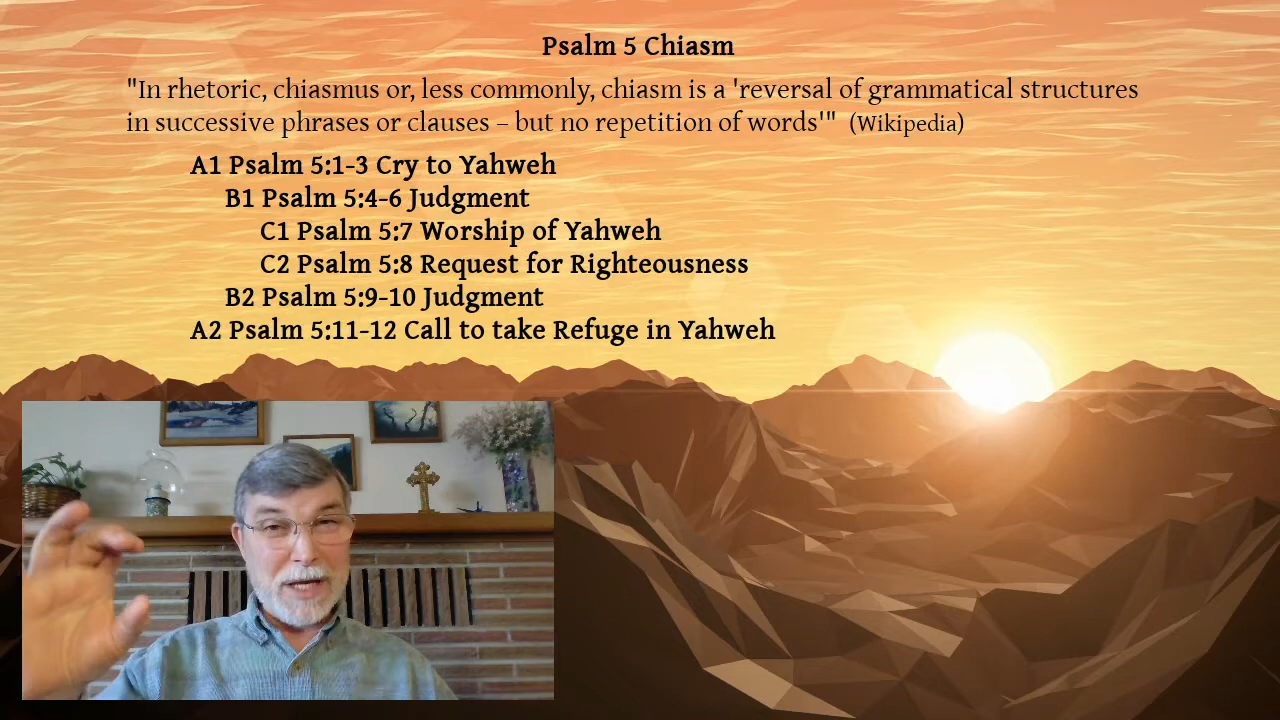 Psalm 5 Chiasm
"In rhetoric, chiasmus or, less commonly, chiasm is a 'reversal of grammatical structures
in successive phrases or clauses – but no repetition of words'" (Wikipedia)
A1 Psalm 5:1-3 Cry to Yahweh
B1 Psalm 5:4-6 Judgment
C1 Psalm 5:7 Worship of Yahweh
C2 Psalm 5:8 Request for Righteousness
B2 Psalm 5:9-10 Judgment
A2 Psalm 5:11-12 Call to take Refuge in Yahweh